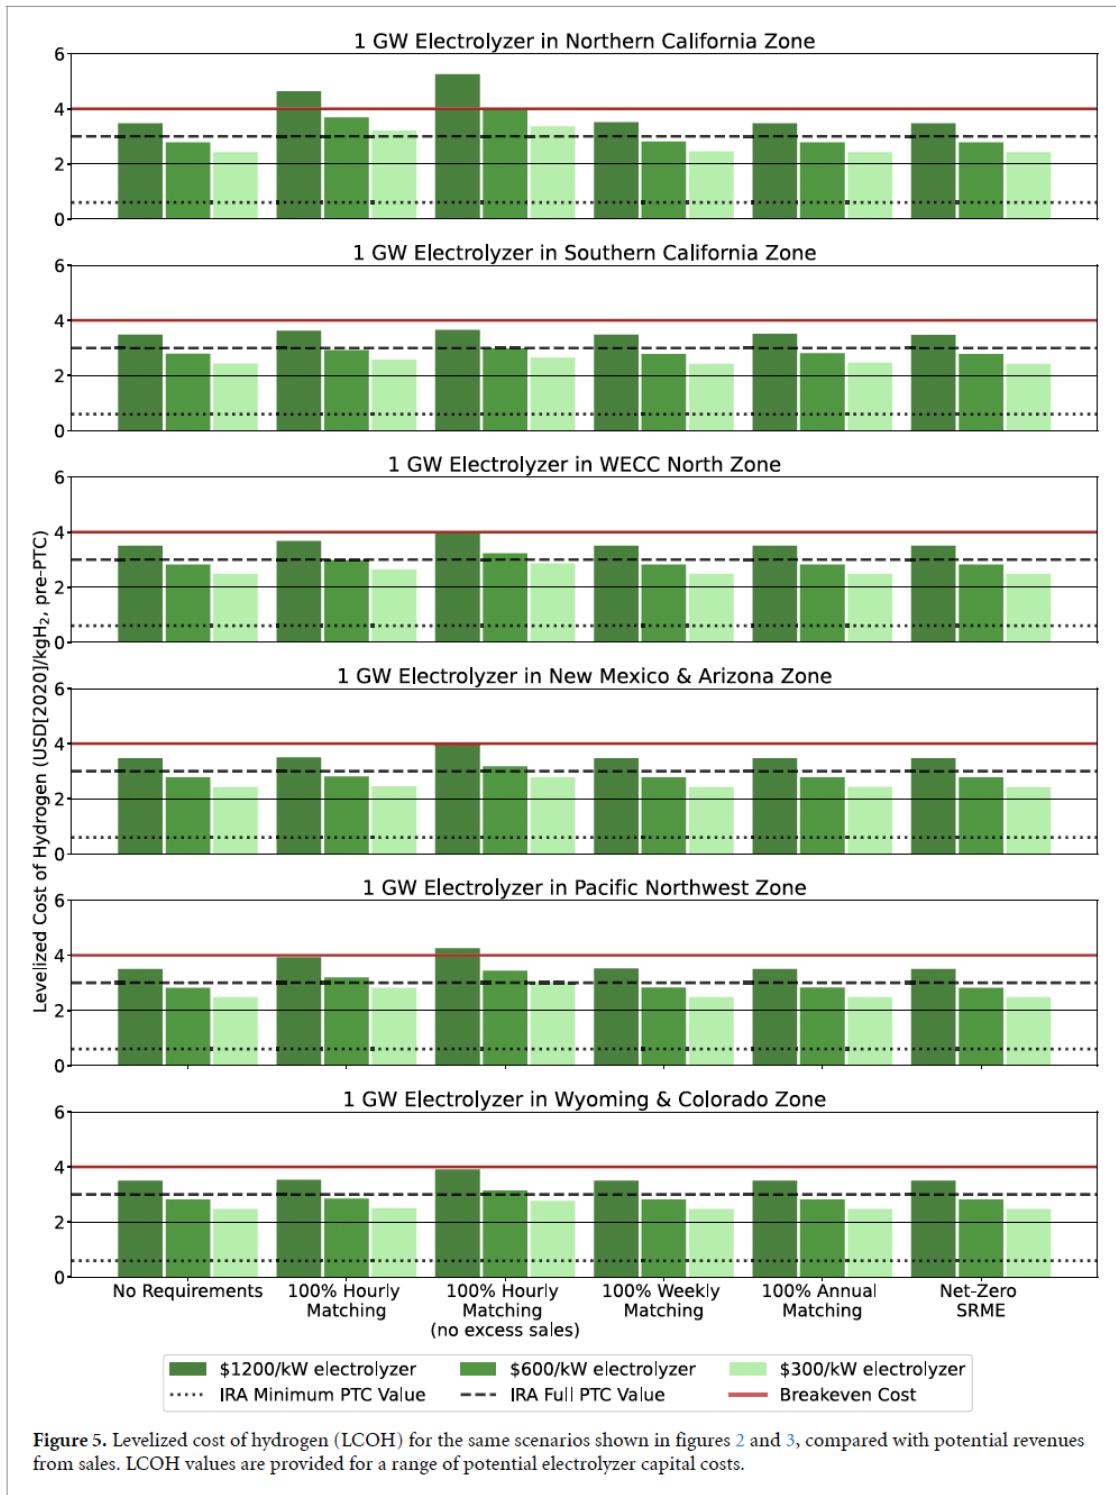 1 GW Electrolyzer in Northern California Zone
6
4
2
0
1 GW Electrolyzer in Southern California Zone
6
4
2
0
1 GW Electrolyzer in WECC North Zone
6
4
2
0
Levelized Cost of Hydrogen (USD[2020]/kgH₂, pre-PTC)
1 GW Electrolyzer in New Mexico & Arizona Zone
6
4
2
0
1 GW Electrolyzer in Pacific Northwest Zone
6
4
2
0
1 GW Electrolyzer in Wyoming & Colorado Zone
6
4
2
0
No Requirements
100% Hourly
Matching
100% Hourly
Matching
(no excess sales)
100% Weekly
Matching
100% Annual
Matching
Net-Zero
SRME
$1200/kW electrolyzer
$600/kW electrolyzer
$300/kW electrolyzer
IRA Minimum PTC Value
IRA Full PTC Value
Breakeven Cost
Figure 5. Levelized cost of hydrogen (LCOH) for the same scenarios shown in figures 2 and 3, compared with potential revenues
from sales. LCOH values are provided for a range of potential electrolyzer capital costs.